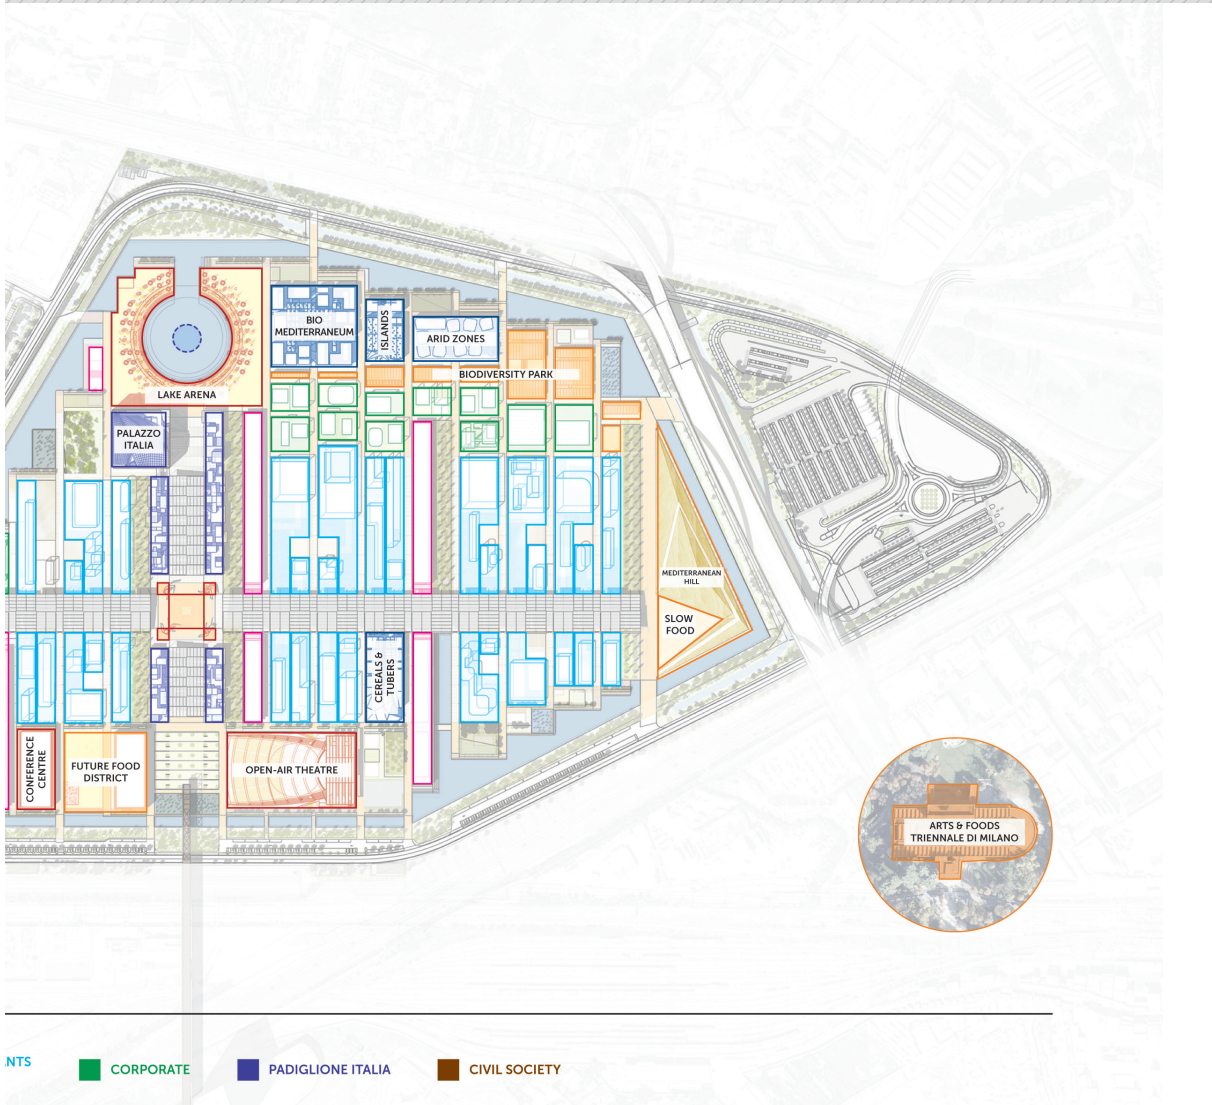 BIO
MEDITERRANEUM
ISLANDS
ARID ZONES
BIODIVERSITY PARK
LAKE ARENA
PALAZZO
ITALIA
MEDITERRANEAN
HILL
SLOW
FOOD
CEREALS &
TUBERS
CONFERENCE
CENTRE
FUTURE FOOD
DISTRICT
OPEN-AIR THEATRE
ARTS & FOODS
TRIENNALE DI MILANO
ANTS
CORPORATE
PADIGLIONE ITALIA
CIVIL SOCIETY